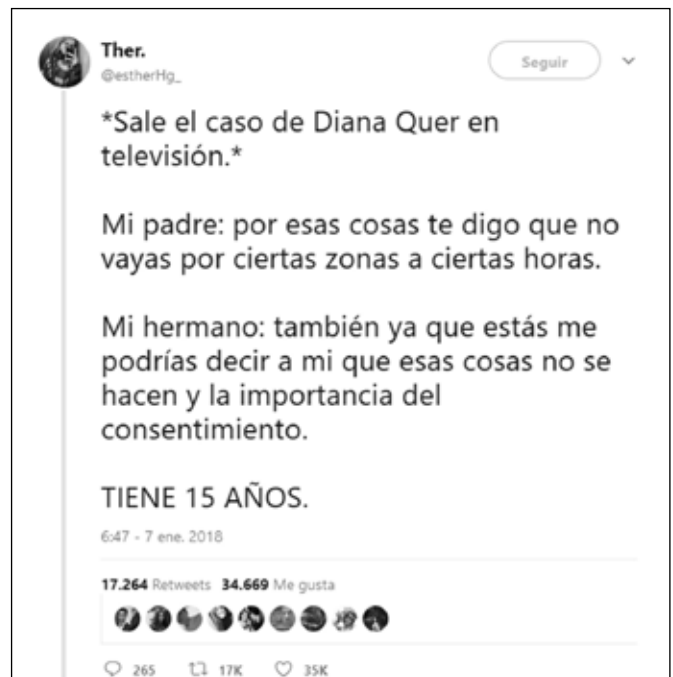 Ther.
@estherHg_
Seguir
*Sale el caso de Diana Quer en
televisión.*
Mi padre: por esas cosas te digo que no
vayas por ciertas zonas a ciertas horas.
Mi hermano: también ya que estás me
podrías decir a mi que esas cosas no se
hacen y la importancia del
consentimiento.
TIENE 15 AÑOS.
6:47 - 7 ene. 2018
17.264 Retweets 34.669 Me gusta
265 17K 35K